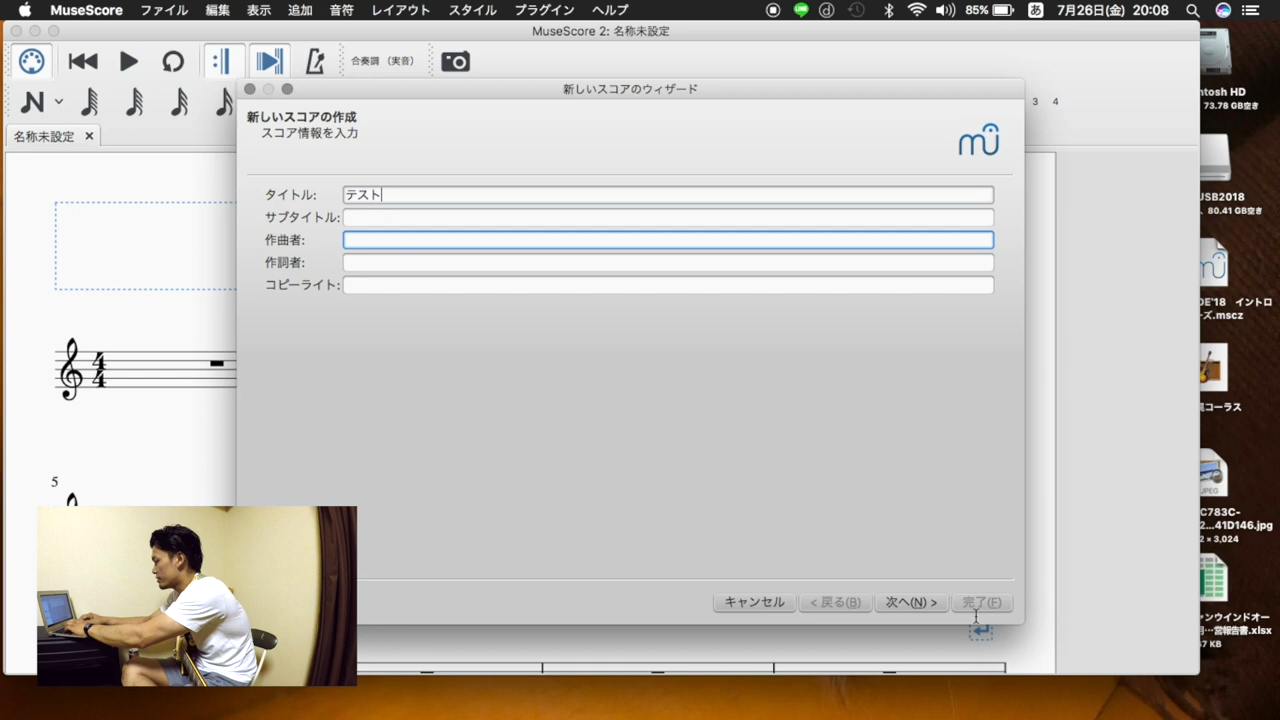 MuseScore ファイル 編集 表示 追加 音符 レイアウト スタイル プラグイン ヘルプ
85% あ 7月26日(金) 20:08
MuseScore 2: 名称未設定
合奏調（実音）
3 4
名称未設定
新しいスコアのウィザード
新しいスコアの作成
スコア情報を入力
タイトル: テスト
サブタイトル:
作曲者:
作詞者:
コピーライト:
キャンセル
< 戻る(B)
次へ(N) >
完了(F)
5
ntosh HD
73.78 GB空き
USB2018
、80.41 GB空き
DE'18 イントロ
ズ.mscz
コーラス
JPEG
C783C-
2...41D146.jpg
2 × 3,024
ァンウインドオー
月…営報告書.xlsx
67 KB